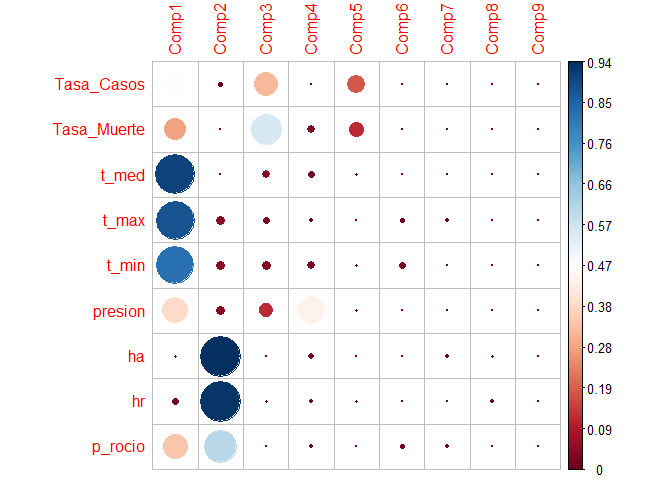 Comp1 Comp2 Comp3 Comp4 Comp5 Comp6 Comp7 Comp8 Comp9
Tasa_Casos
Tasa_Muerte
t_med
t_max
t_min
presion
ha
hr
p_rocio
0.94
0.85
0.76
0.66
0.57
0.47
0.38
0.28
0.19
0.09
0